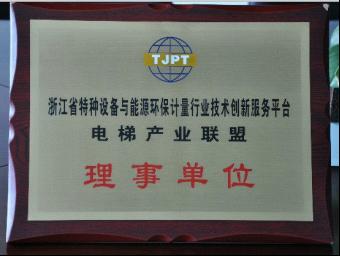 TJPT
浙江省特种设备与能源环保计量行业技术创新服务平台
电梯产业联盟
理事单位